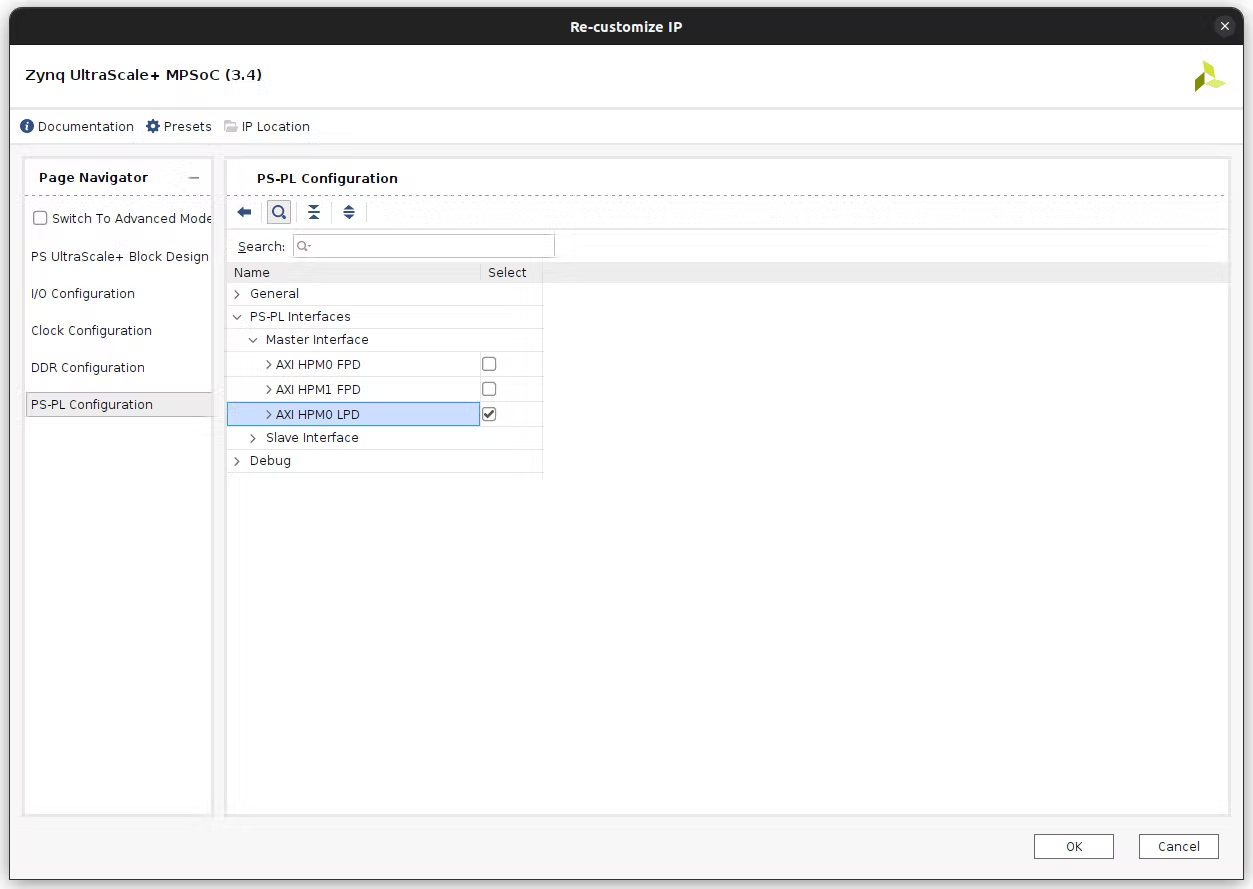 Re-customize IP
Zynq UltraScale+ MPSoC (3.4)
Documentation Presets IP Location
Page Navigator
Switch To Advanced Mode
PS UltraScale+ Block Design
I/O Configuration
Clock Configuration
DDR Configuration
PS-PL Configuration
PS-PL Configuration
Search:
Name Select
General
PS-PL Interfaces
Master Interface
AXI HPM0 FPD
AXI HPM1 FPD
AXI HPM0 LPD
Slave Interface
Debug
OK Cancel